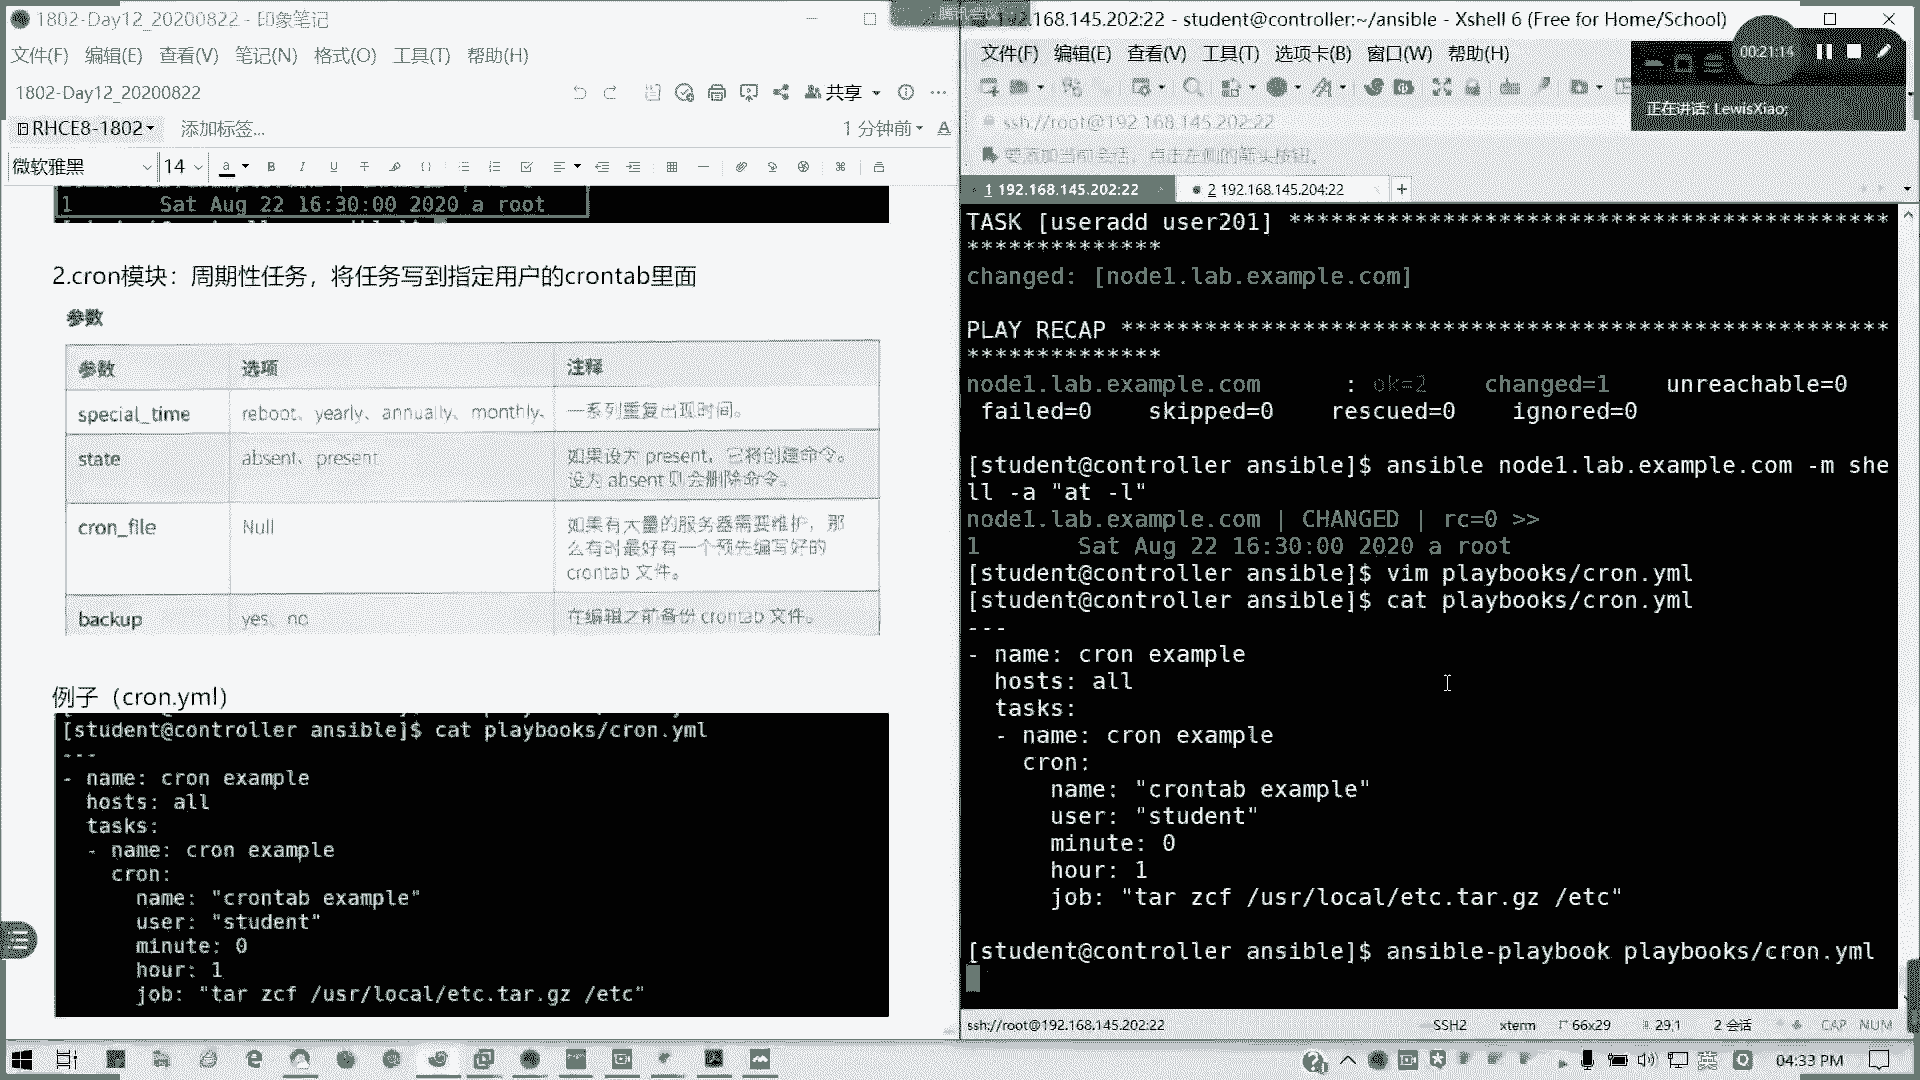 1802-Day12_20200822 - 印象笔记
文件(F) 编辑(E) 查看(V) 笔记(N) 格式(O) 工具(T) 帮助(H)
1802-Day12_20200822
共享
RHCE8-1802
添加标签...
1 分钟前
微软雅黑
14
1 Sat Aug 22 16:30:00 2020 a root
2.cron模块：周期性任务，将任务写到指定用户的crontab里面
参数
参数 选项 注释
special_time reboot、yearly、annually、monthly、 一系列重复出现时间。
state absent、present 如果设为 present，它将创建命令。
设为 absent 则会删除命令。
cron_file Null 如果有大量的服务器需要维护，那
么有时最好有一个预先编写好的
crontab 文件。
backup yes、no 在编辑之前备份 crontab 文件。
例子（cron.yml）
[student@controller ansible]$ cat playbooks/cron.yml
---
- name: cron example
hosts: all
tasks:
- name: cron example
cron:
name: "crontab example"
user: "student"
minute: 0
hour: 1
job: "tar zcf /usr/local/etc.tar.gz /etc"
腾讯会议
192.168.145.202:22 - student@controller:~/ansible - Xshell 6 (Free for Home/School)
文件(F) 编辑(E) 查看(V) 工具(T) 选项卡(B) 窗口(W) 帮助(H)
00:21:14
正在讲话: LewisXiao;
ssh://root@192.168.145.202:22
要添加当前会话，点击左侧的箭头按钮。
1 192.168.145.202:22
2 192.168.145.204:22
TASK [useradd user201] ********************************************
**************
changed: [node1.lab.example.com]
PLAY RECAP ********************************************************
**************
node1.lab.example.com : ok=2 changed=1 unreachable=0
failed=0 skipped=0 rescued=0 ignored=0
[student@controller ansible]$ ansible node1.lab.example.com -m she
ll -a "at -l"
node1.lab.example.com | CHANGED | rc=0 >>
1 Sat Aug 22 16:30:00 2020 a root
[student@controller ansible]$ vim playbooks/cron.yml
[student@controller ansible]$ cat playbooks/cron.yml
---
- name: cron example
hosts: all
tasks:
- name: cron example
cron:
name: "crontab example"
user: "student"
minute: 0
hour: 1
job: "tar zcf /usr/local/etc.tar.gz /etc"
[student@controller ansible]$ ansible-playbook playbooks/cron.yml
ssh://root@192.168.145.202:22
SSH2 xterm 66x29 29,1 2 会话 CAP NUM
英
04:33 PM